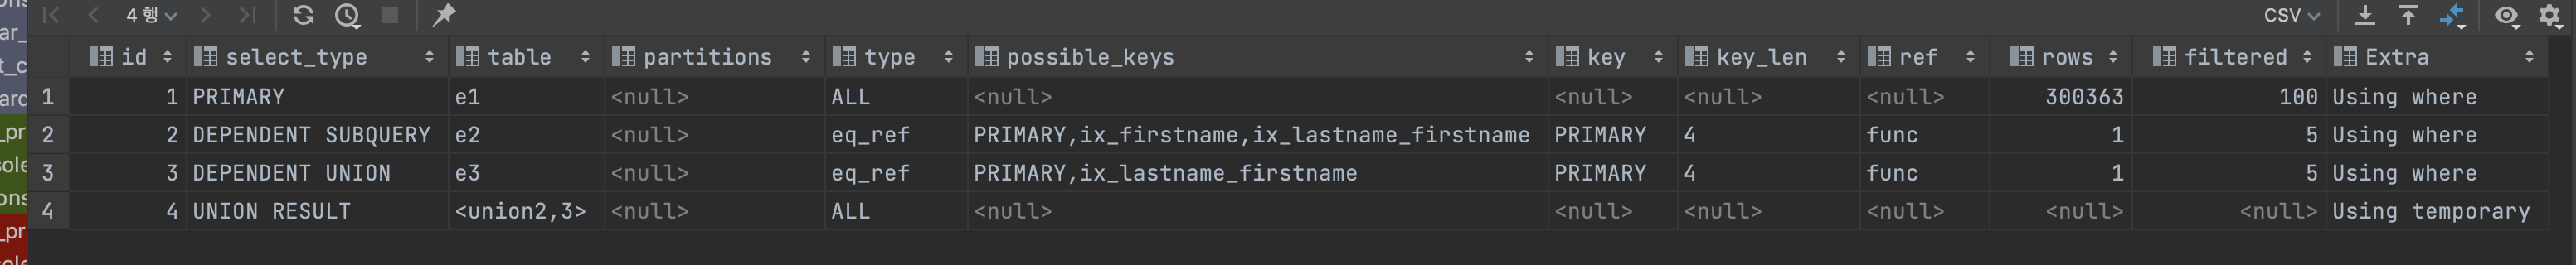 4 행 CSV
id select_type table partitions type possible_keys key key_len ref rows filtered Extra
1 1 PRIMARY e1 <null> ALL <null> <null> <null> <null> 300363 100 Using where
2 2 DEPENDENT SUBQUERY e2 <null> eq_ref PRIMARY,ix_firstname,ix_lastname_firstname PRIMARY 4 func 1 5 Using where
3 3 DEPENDENT UNION e3 <null> eq_ref PRIMARY,ix_lastname_firstname PRIMARY 4 func 1 5 Using where
4 4 UNION RESULT <union2,3> <null> ALL <null> <null> <null> <null> <null> <null> Using temporary